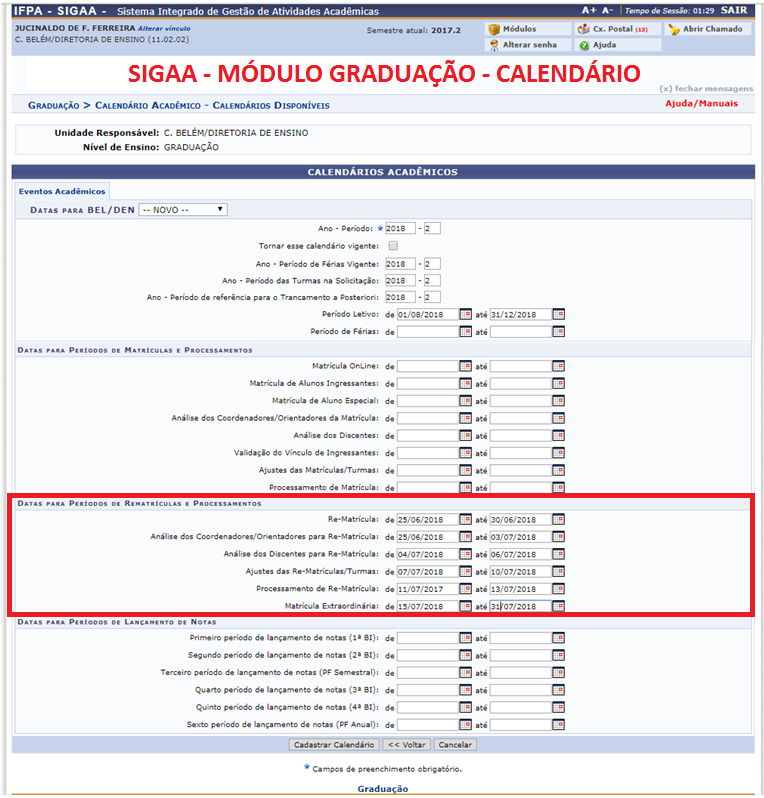 IFPA - SIGAA - Sistema Integrado de Gestão de Atividades Acadêmicas A+ A- Tempo de Sessão: 01:29 SAIR
JUCINALDO DE F. FERREIRA Alterar vínculo Semestre atual: 2017.2 Módulos Cx. Postal (13) Abrir Chamado
C. BELÉM/DIRETORIA DE ENSINO (11.02.02) Alterar senha Ajuda
SIGAA - MÓDULO GRADUAÇÃO - CALENDÁRIO
(x) fechar mensagens
GRADUAÇÃO > CALENDÁRIO ACADÊMICO - CALENDÁRIOS DISPONÍVEIS Ajuda/Manuais
Unidade Responsável: C. BELÉM/DIRETORIA DE ENSINO
Nível de Ensino: GRADUAÇÃO
CALENDÁRIOS ACADÊMICOS
Eventos Acadêmicos
DATAS PARA BEL/DEN -- NOVO --
Ano - Período: * 2018 - 2
Tornar esse calendário vigente:
Ano - Período de Férias Vigente: 2018 - 2
Ano - Período das Turmas na Solicitação: 2018 - 2
Ano - Período de referência para o Trancamento a Posteriori: 2018 - 2
Período Letivo: de 01/08/2018 até 31/12/2018
Período de Férias: de até
DATAS PARA PERÍODOS DE MATRÍCULAS E PROCESSAMENTOS
Matrícula OnLine: de até
Matrícula de Alunos Ingressantes: de até
Matrícula de Aluno Especial: de até
Análise dos Coordenadores/Orientadores da Matrícula: de até
Análise dos Discentes: de até
Validação do Vínculo de Ingressantes: de até
Ajustes das Matrículas/Turmas: de até
Processamento de Matrícula: de até
DATAS PARA PERÍODOS DE REMATRÍCULAS E PROCESSAMENTOS
Re-Matrícula: de 25/06/2018 até 30/06/2018
Análise dos Coordenadores/Orientadores para Re-Matrícula: de 25/06/2018 até 03/07/2018
Análise dos Discentes para Re-Matrícula: de 04/07/2018 até 06/07/2018
Ajustes das Re-Matrículas/Turmas: de 07/07/2018 até 10/07/2018
Processamento de Re-Matrícula: de 11/07/2017 até 13/07/2018
Matrícula Extraordinária: de 15/07/2018 até 31/07/2018
DATAS PARA PERÍODOS DE LANÇAMENTO DE NOTAS
Primeiro período de lançamento de notas (1ª BI): de até
Segundo período de lançamento de notas (2ª BI): de até
Terceiro período de lançamento de notas (PF Semestral): de até
Quarto período de lançamento de notas (3ª BI): de até
Quinto período de lançamento de notas (4ª BI): de até
Sexto período de lançamento de notas (PF Anual): de até
Cadastrar Calendário << Voltar Cancelar
* Campos de preenchimento obrigatório.
Graduação